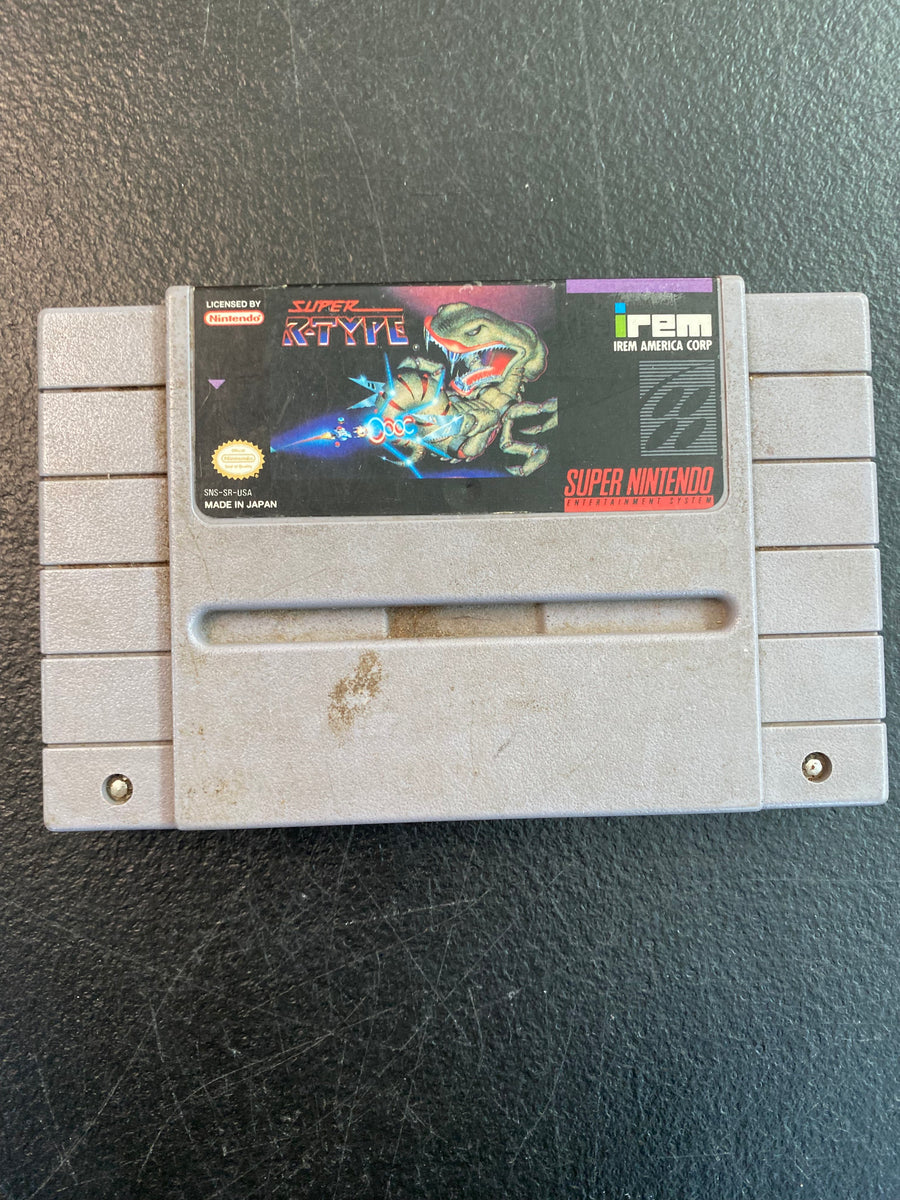 LICENSED BY
Nintendo
SUPER
R-TYPE
irem
IREM AMERICA CORP
Nintendo
SNS-SR-USA
MADE IN JAPAN
SUPER NINTENDO
ENTERTAINMENT SYSTEM